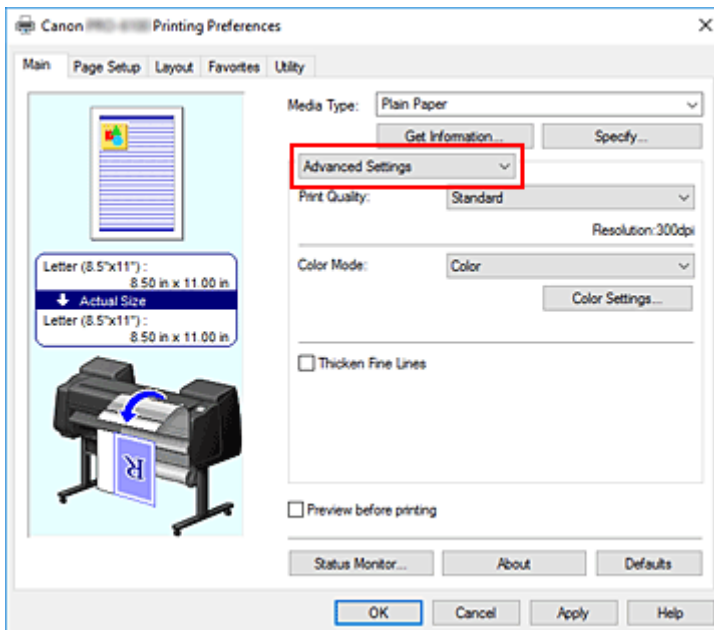 Canon Printing Preferences
Main Page Setup Layout Favorites Utility
Media Type: Plain Paper
Get Information... Specify...
Advanced Settings
Print Quality: Standard
Resolution:300dpi
Letter (8.5"x11") :
8.50 in x 11.00 in
Actual Size
Letter (8.5"x11") :
8.50 in x 11.00 in
Color Mode: Color
Color Settings...
Thicken Fine Lines
R
Preview before printing
Status Monitor... About Defaults
OK Cancel Apply Help